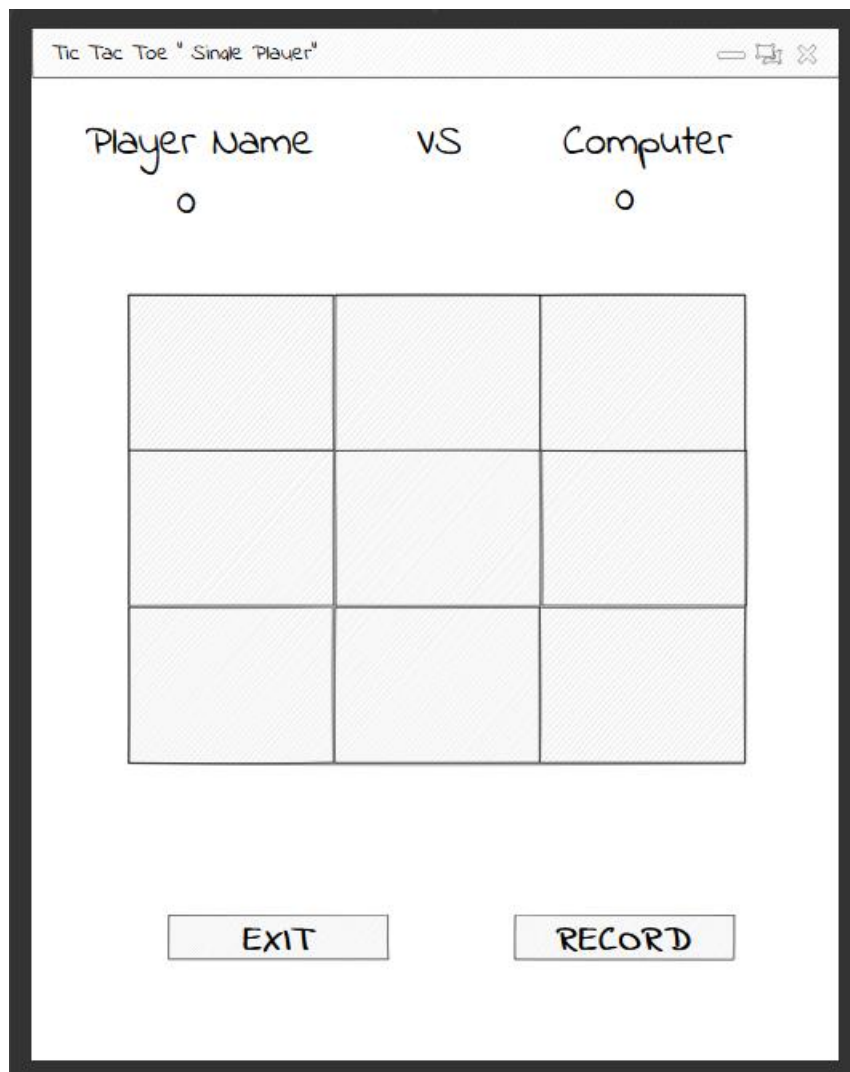 Tic Tac Toe " Single Player"
Player Name VS Computer
0 0
EXIT RECORD